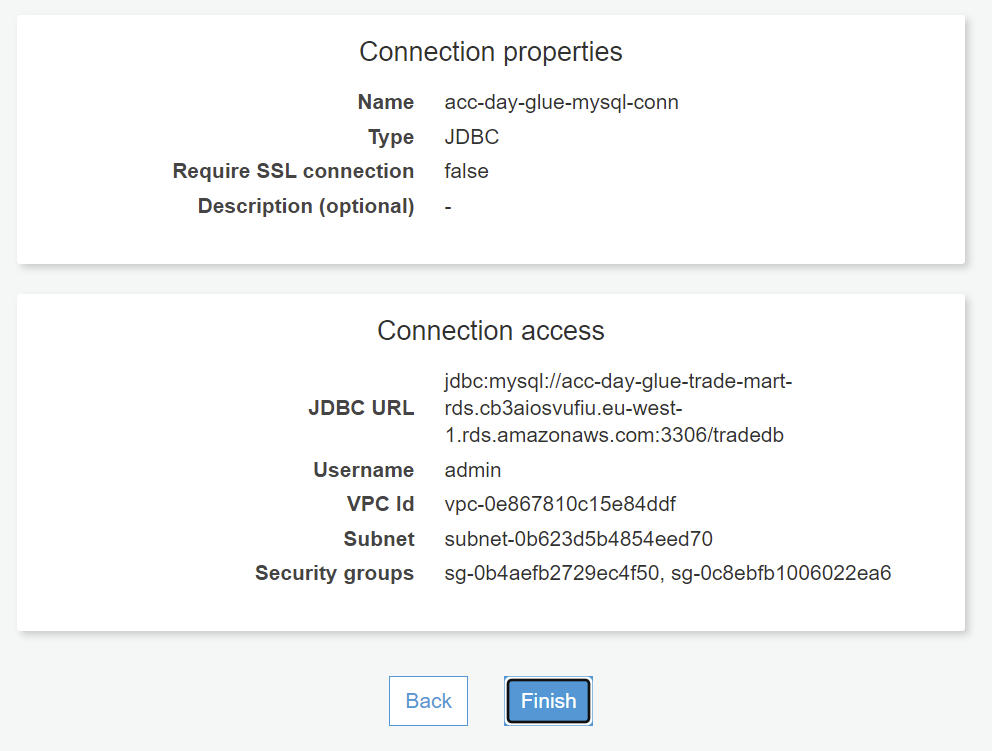 Connection properties
Name acc-day-glue-mysql-conn
Type JDBC
Require SSL connection false
Description (optional) -
Connection access
JDBC URL jdbc:mysql://acc-day-glue-trade-mart-
rds.cb3aiosvufiu.eu-west-
1.rds.amazonaws.com:3306/tradedb
Username admin
VPC Id vpc-0e867810c15e84ddf
Subnet subnet-0b623d5b4854eed70
Security groups sg-0b4aefb2729ec4f50, sg-0c8ebfb1006022ea6
Back Finish